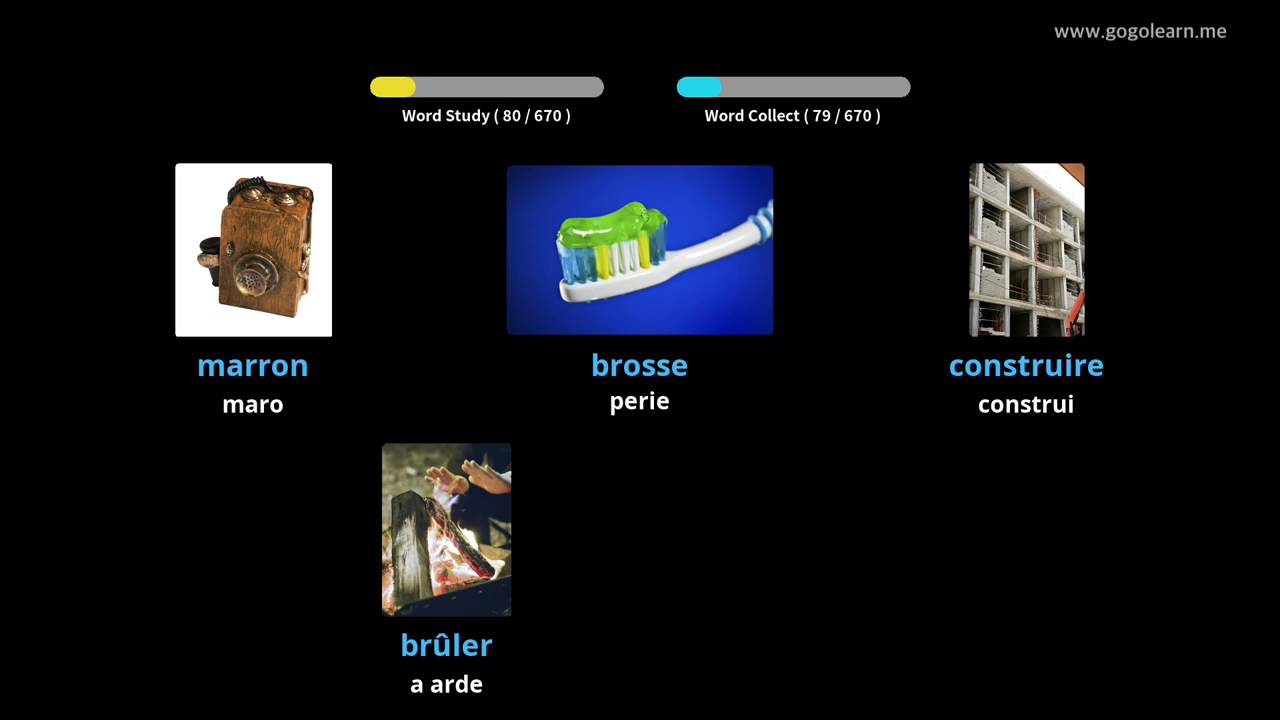 www.gogolearn.me
Word Study ( 80 / 670 )
Word Collect ( 79 / 670 )
marron
maro
brosse
perie
construire
construi
brûler
a arde